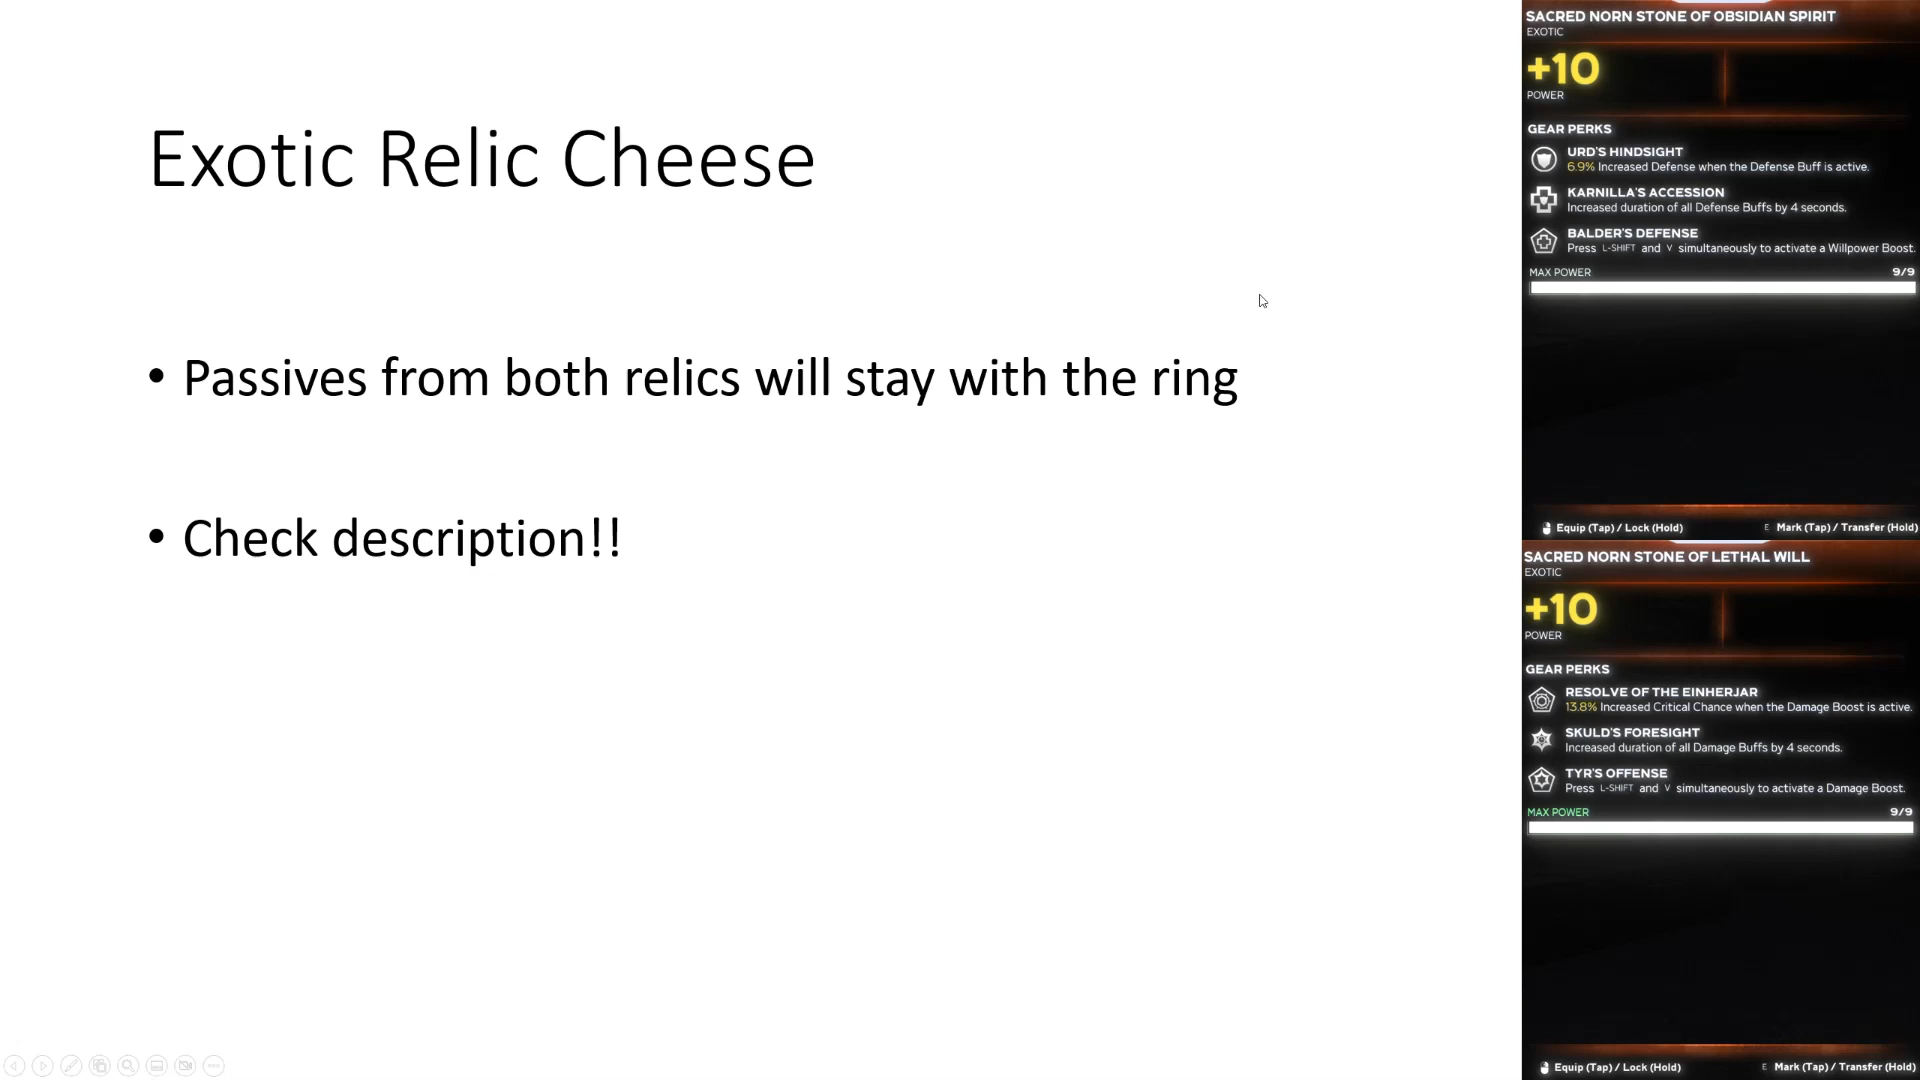 Exotic Relic Cheese
• Passives from both relics will stay with the ring
• Check description!!
SACRED NORN STONE OF OBSIDIAN SPIRIT
EXOTIC
+10
POWER
GEAR PERKS
URD'S HINDSIGHT
6.9% Increased Defense when the Defense Buff is active.
KARNILLA'S ACCESSION
Increased duration of all Defense Buffs by 4 seconds.
BALDER'S DEFENSE
Press L-SHIFT and V simultaneously to activate a Willpower Boost.
MAX POWER 9/9
Equip (Tap) / Lock (Hold) E Mark (Tap) / Transfer (Hold)
SACRED NORN STONE OF LETHAL WILL
EXOTIC
+10
POWER
GEAR PERKS
RESOLVE OF THE EINHERJAR
13.8% Increased Critical Chance when the Damage Boost is active.
SKULD'S FORESIGHT
Increased duration of all Damage Buffs by 4 seconds.
TYR'S OFFENSE
Press L-SHIFT and V simultaneously to activate a Damage Boost.
MAX POWER 9/9
Equip (Tap) / Lock (Hold) E Mark (Tap) / Transfer (Hold)